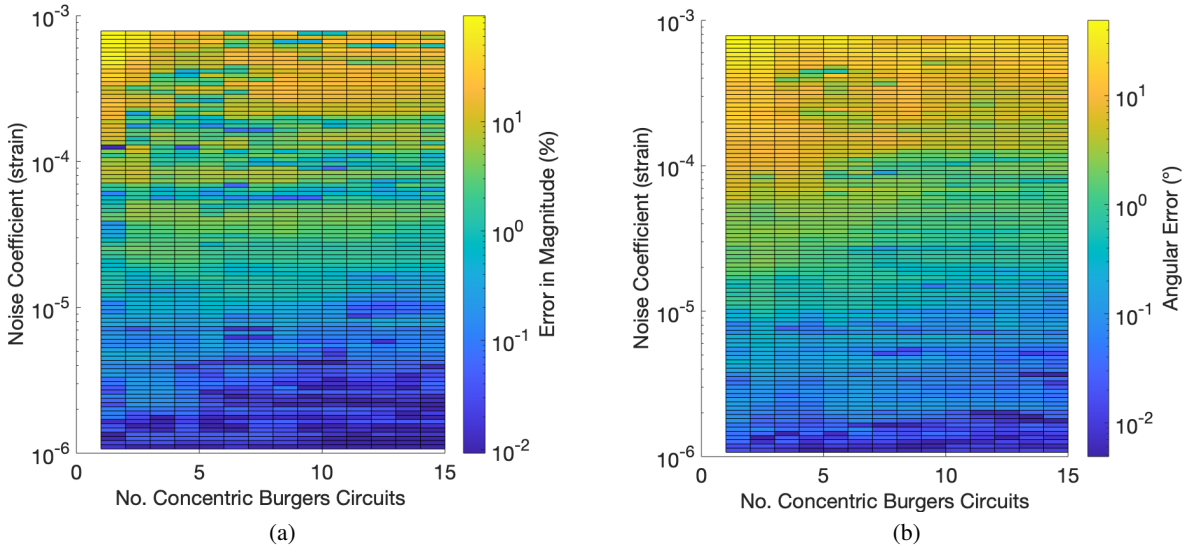 10^-3
10^-4
10^-5
10^-6
Noise Coefficient (strain)
0 5 10 15
No. Concentric Burgers Circuits
10^1
10^0
10^-1
10^-2
Error in Magnitude (%)
(a)
10^-3
10^-4
10^-5
10^-6
Noise Coefficient (strain)
0 5 10 15
No. Concentric Burgers Circuits
10^1
10^0
10^-1
10^-2
Angular Error (°)
(b)